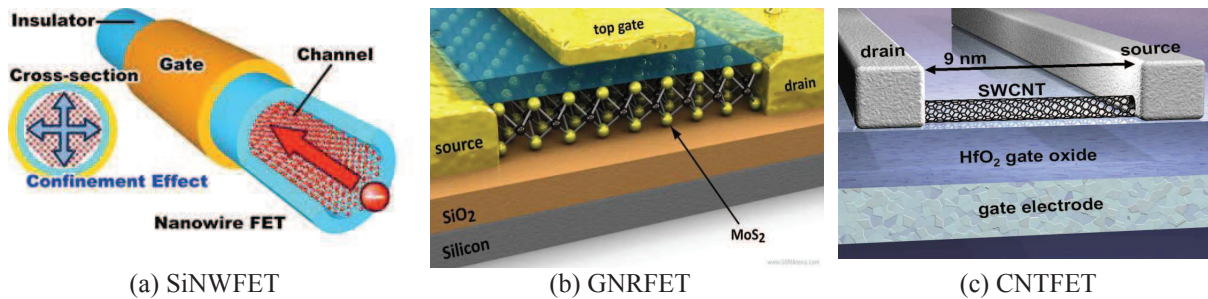 Insulator
Gate
Channel
Cross-section
Confinement Effect
Nanowire FET
(a) SiNWFET
top gate
drain
source
SiO2
Silicon
MoS2
(b) GNRFET
drain
source
9 nm
SWCNT
HfO2 gate oxide
gate electrode
(c) CNTFET